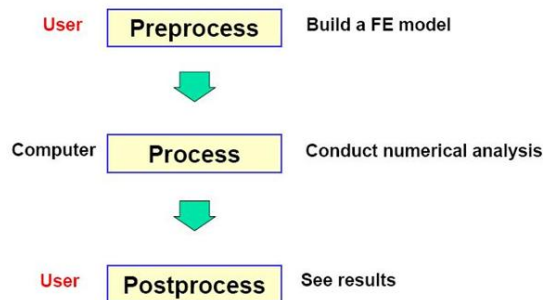 User Preprocess Build a FE model
Computer Process Conduct numerical analysis
User Postprocess See results